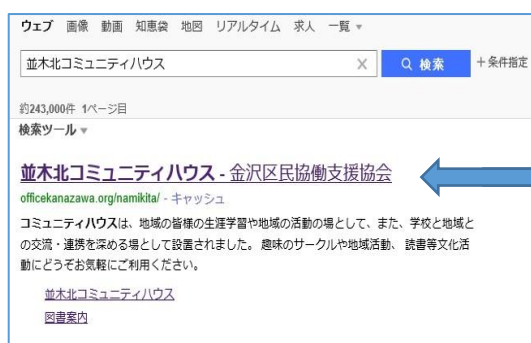 ウェブ 画像 動画 知恵袋 地図 リアルタイム 求人 一覧
並木北コミュニティハウス × 検索 +条件指定
約243,000件 1ページ目
検索ツール
並木北コミュニティハウス - 金沢区民協働支援協会
officekanazawa.org/namikita/ - キャッシュ
コミュニティハウスは、地域の皆様の生涯学習や地域の活動の場として、また、学校と地域と
の交流・連携を深める場として設置されました。 趣味のサークルや地域活動、 読書等文化活
動にどうぞお気軽にご利用ください。
並木北コミュニティハウス
図書案内